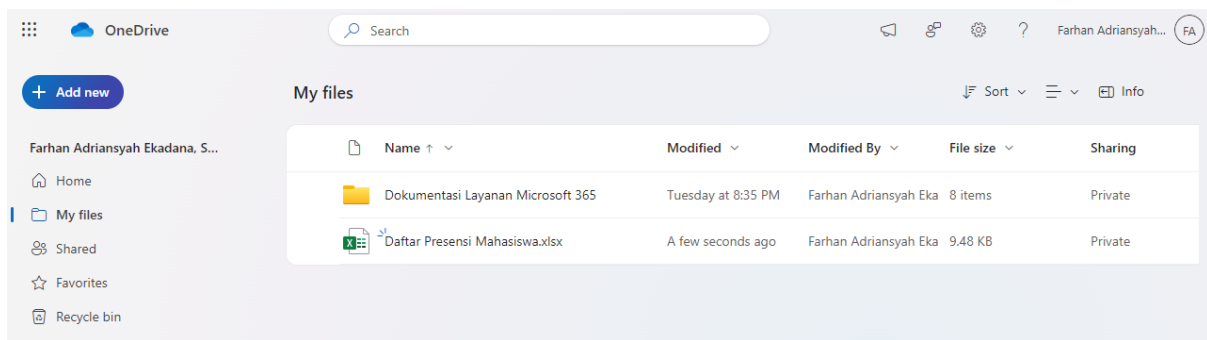 OneDrive
Search
Farhan Adriansyah... FA
Add new
My files
Sort
Info
Farhan Adriansyah Ekadana, S...
Home
My files
Shared
Favorites
Recycle bin
Name Modified Modified By File size Sharing
Dokumentasi Layanan Microsoft 365 Tuesday at 8:35 PM Farhan Adriansyah Eka 8 items Private
Daftar Presensi Mahasiswa.xlsx A few seconds ago Farhan Adriansyah Eka 9.48 KB Private